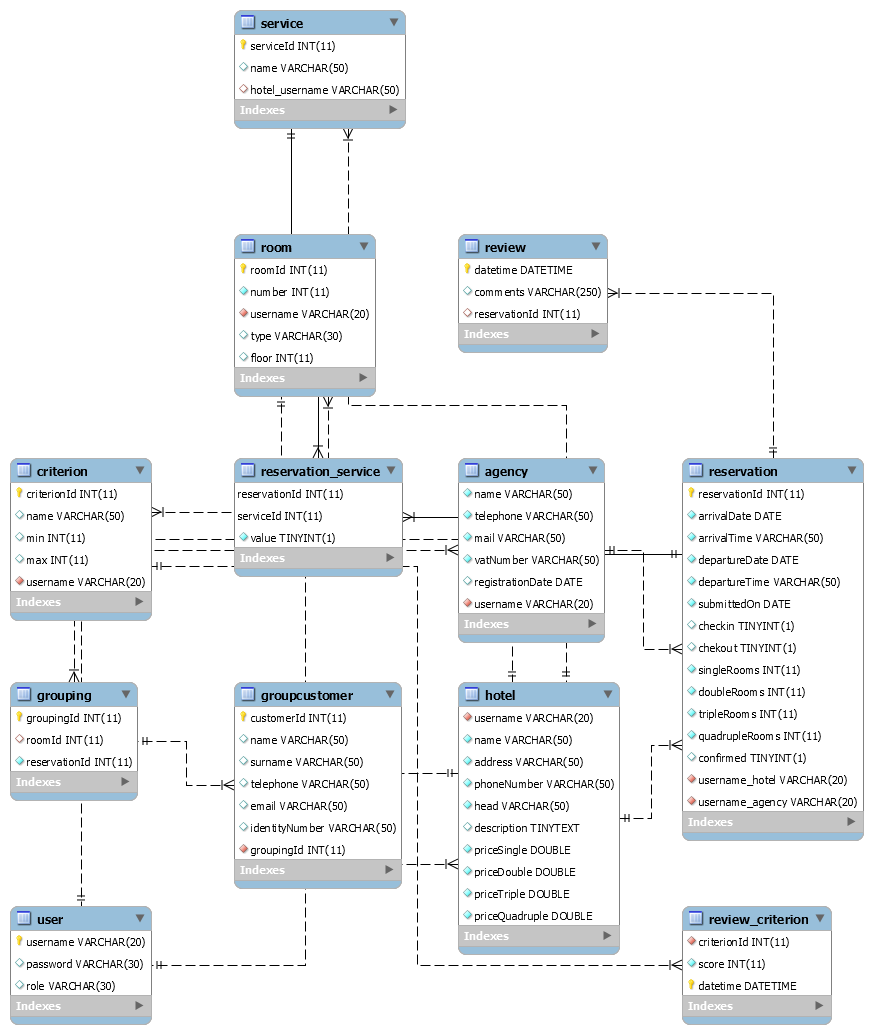 service
serviceId INT(11)
name VARCHAR(50)
hotel_username VARCHAR(50)
Indexes
room
roomId INT(11)
number INT(11)
username VARCHAR(20)
type VARCHAR(30)
floor INT(11)
Indexes
review
datetime DATETIME
comments VARCHAR(250)
reservationId INT(11)
Indexes
criterion
criterionId INT(11)
name VARCHAR(50)
min INT(11)
max INT(11)
username VARCHAR(20)
Indexes
reservation_service
reservationId INT(11)
serviceId INT(11)
value TINYINT(1)
Indexes
agency
name VARCHAR(50)
telephone VARCHAR(50)
mail VARCHAR(50)
vatNumber VARCHAR(50)
registrationDate DATE
username VARCHAR(20)
Indexes
reservation
reservationId INT(11)
arrivalDate DATE
arrivalTime VARCHAR(50)
departureDate DATE
departureTime VARCHAR(50)
submittedOn DATE
checkin TINYINT(1)
chekout TINYINT(1)
singleRooms INT(11)
doubleRooms INT(11)
tripleRooms INT(11)
quadrupleRooms INT(11)
confirmed TINYINT(1)
username_hotel VARCHAR(20)
username_agency VARCHAR(20)
Indexes
grouping
groupingId INT(11)
roomId INT(11)
reservationId INT(11)
Indexes
groupcustomer
customerId INT(11)
name VARCHAR(50)
surname VARCHAR(50)
telephone VARCHAR(50)
email VARCHAR(50)
identityNumber VARCHAR(50)
groupingId INT(11)
Indexes
hotel
username VARCHAR(20)
name VARCHAR(50)
address VARCHAR(50)
phoneNumber VARCHAR(50)
head VARCHAR(50)
description TINYTEXT
priceSingle DOUBLE
priceDouble DOUBLE
priceTriple DOUBLE
priceQuadruple DOUBLE
Indexes
user
username VARCHAR(20)
password VARCHAR(30)
role VARCHAR(30)
Indexes
review_criterion
criterionId INT(11)
score INT(11)
datetime DATETIME
Indexes